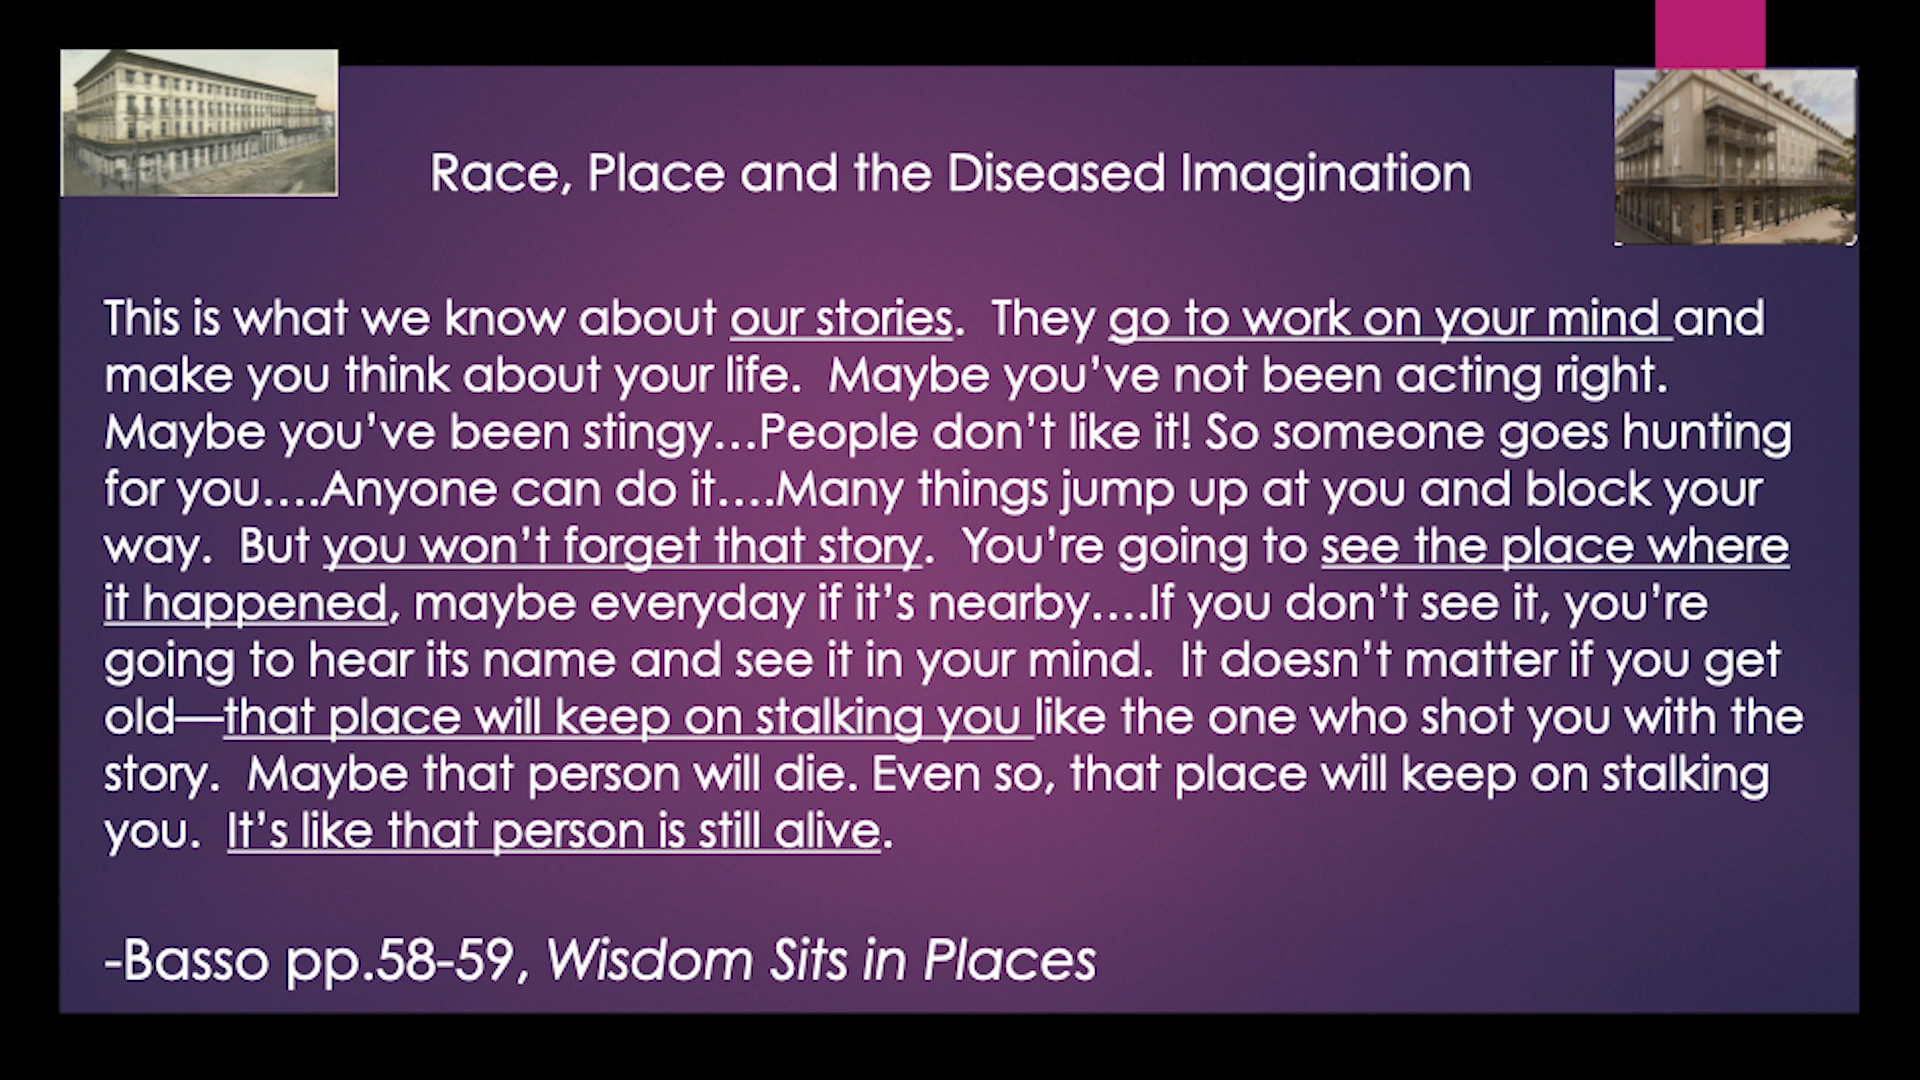 Race, Place and the Diseased Imagination
This is what we know about our stories.  They go to work on your mind and
make you think about your life.  Maybe you’ve not been acting right.
Maybe you’ve been stingy…People don’t like it! So someone goes hunting
for you….Anyone can do it….Many things jump up at you and block your
way.  But you won’t forget that story.  You’re going to see the place where
it happened, maybe everyday if it’s nearby….If you don’t see it, you’re
going to hear its name and see it in your mind.  It doesn’t matter if you get
old—that place will keep on stalking you like the one who shot you with the
story.  Maybe that person will die. Even so, that place will keep on stalking
you.  It’s like that person is still alive.
-Basso pp.58-59, Wisdom Sits in Places